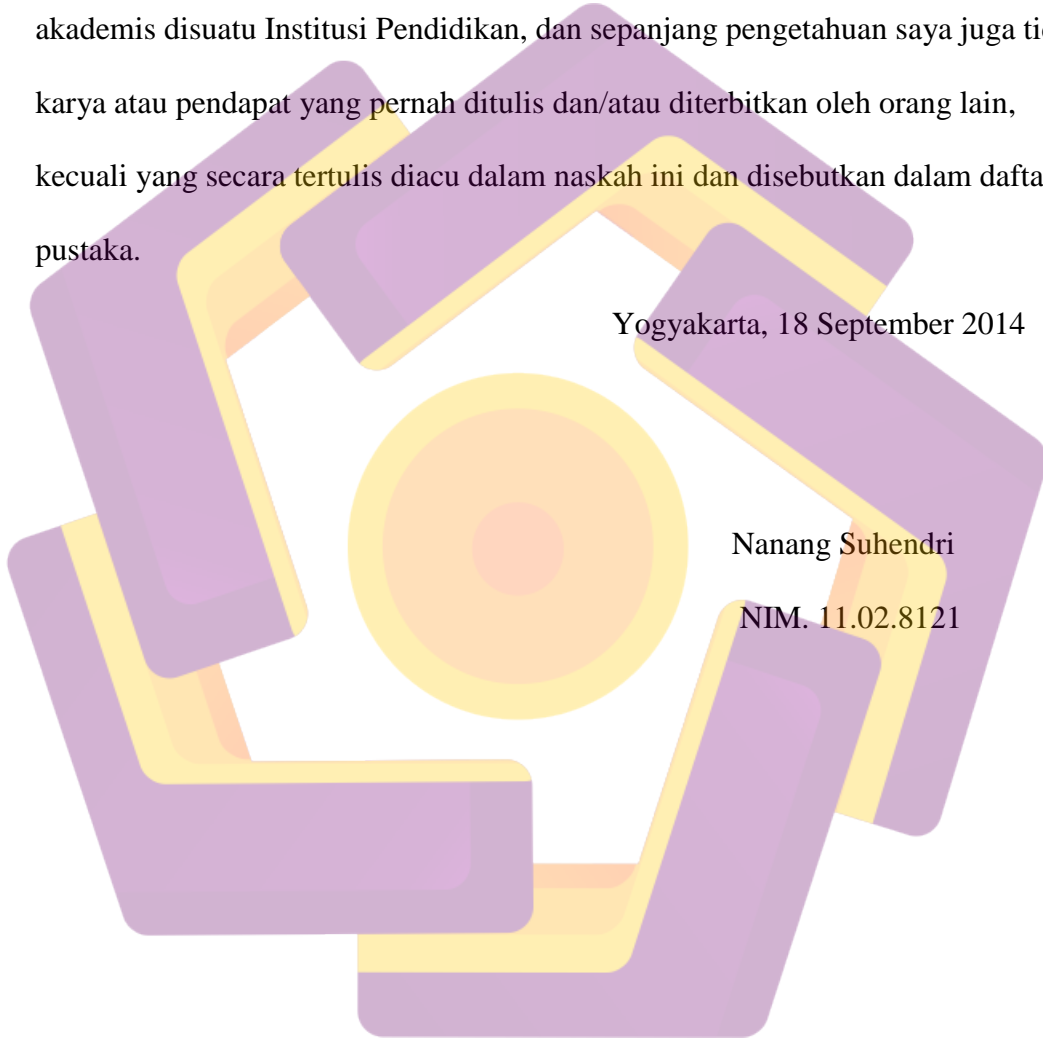 akademis disuatu Institusi Pendidikan, dan sepanjang pengetahuan saya juga
karya atau pendapat yang pernah ditulis dan/atau diterbitkan oleh orang lain,
kecuali yang secara tertulis diacu dalam naskah ini dan disebutkan dalam
pustaka.
Yogyakarta, 18 September 2014
Nanang Suhendri
NIM. 11.02.8121